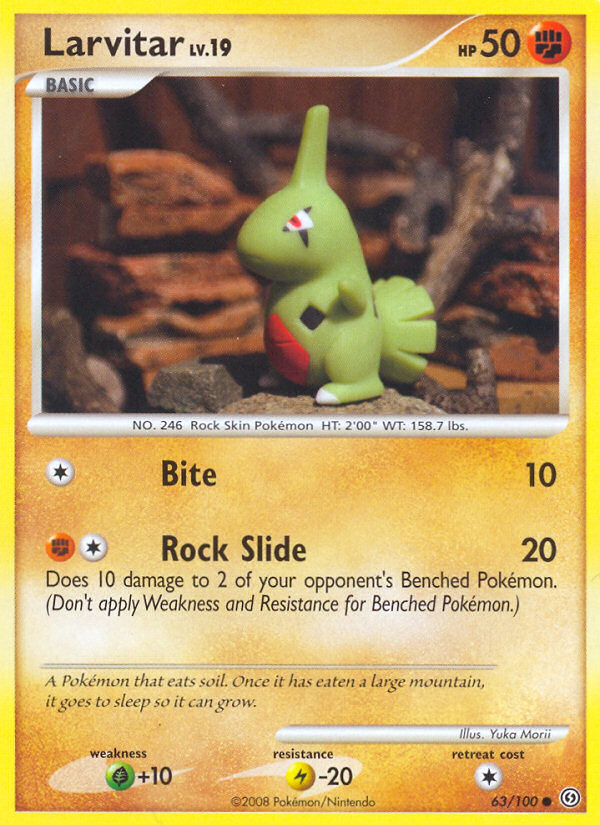 Larvitar LV.19 HP 50
BASIC
NO. 246 Rock Skin Pokémon HT: 2'00" WT: 158.7 lbs.
Bite 10
Rock Slide 20
Does 10 damage to 2 of your opponent's Benched Pokémon.
(Don't apply Weakness and Resistance for Benched Pokémon.)
A Pokémon that eats soil. Once it has eaten a large mountain,
it goes to sleep so it can grow.
Illus. Yuka Morii
weakness resistance retreat cost
+10 -20
©2008 Pokémon/Nintendo 63/100